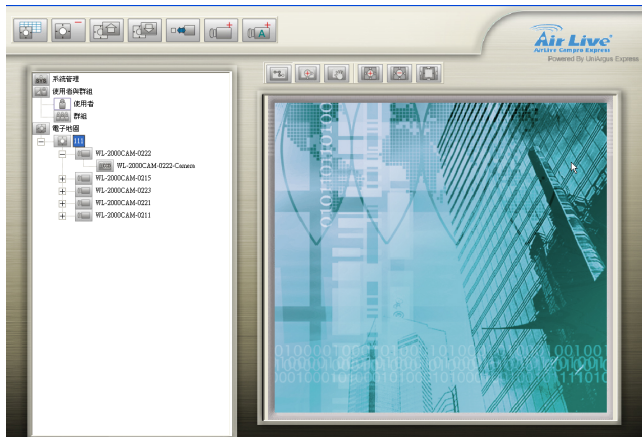 Air Live®
AirLive Campro Express
Powered By UniArgus Express
系統管理
使用者與群組
使用者
群組
電子地圖
111
WL-2000CAM-0222
WL-2000CAM-0222-Camera
WL-2000CAM-0215
WL-2000CAM-0223
WL-2000CAM-0221
WL-2000CAM-0211